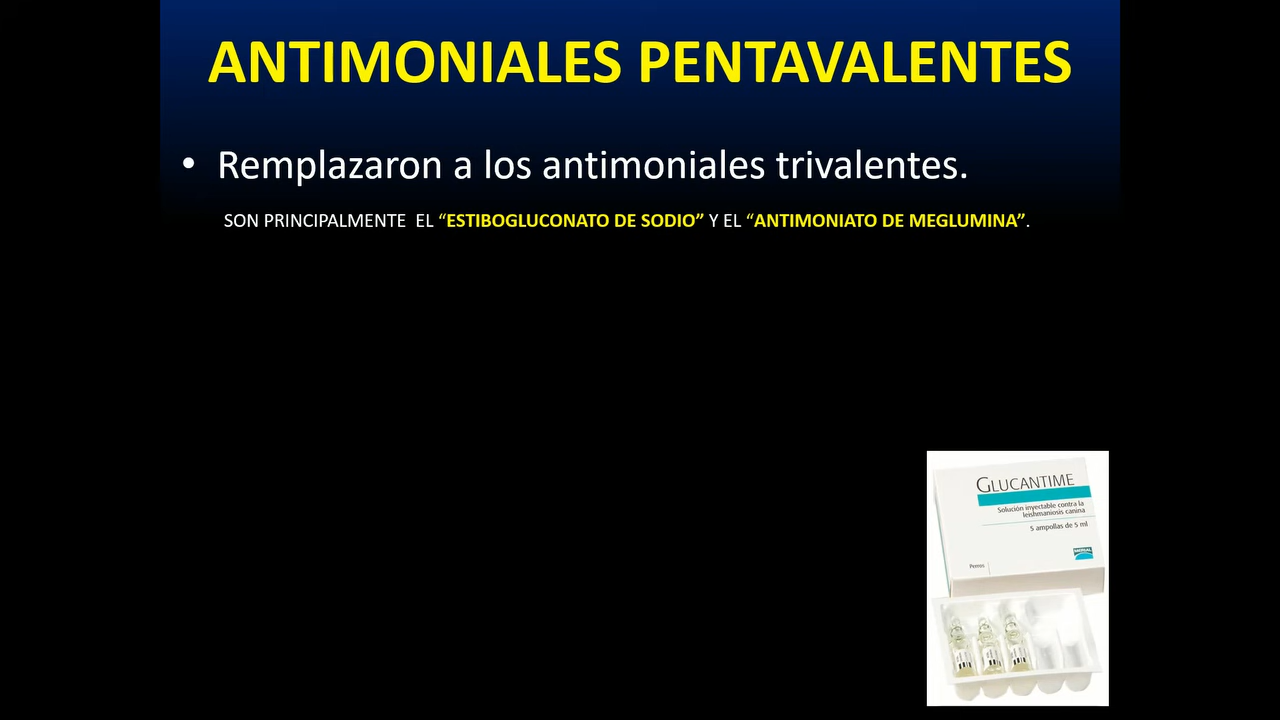 ANTIMONIALES PENTAVALENTES
• Remplazaron a los antimoniales trivalentes.
SON PRINCIPALMENTE EL “ESTIBOGLUCONATO DE SODIO” Y EL “ANTIMONIATO DE MEGLUMINA”.
GLUCANTIME
Solución inyectable contra la
leishmaniosis canina
5 ampollas de 5 ml
MERIAL
Perros